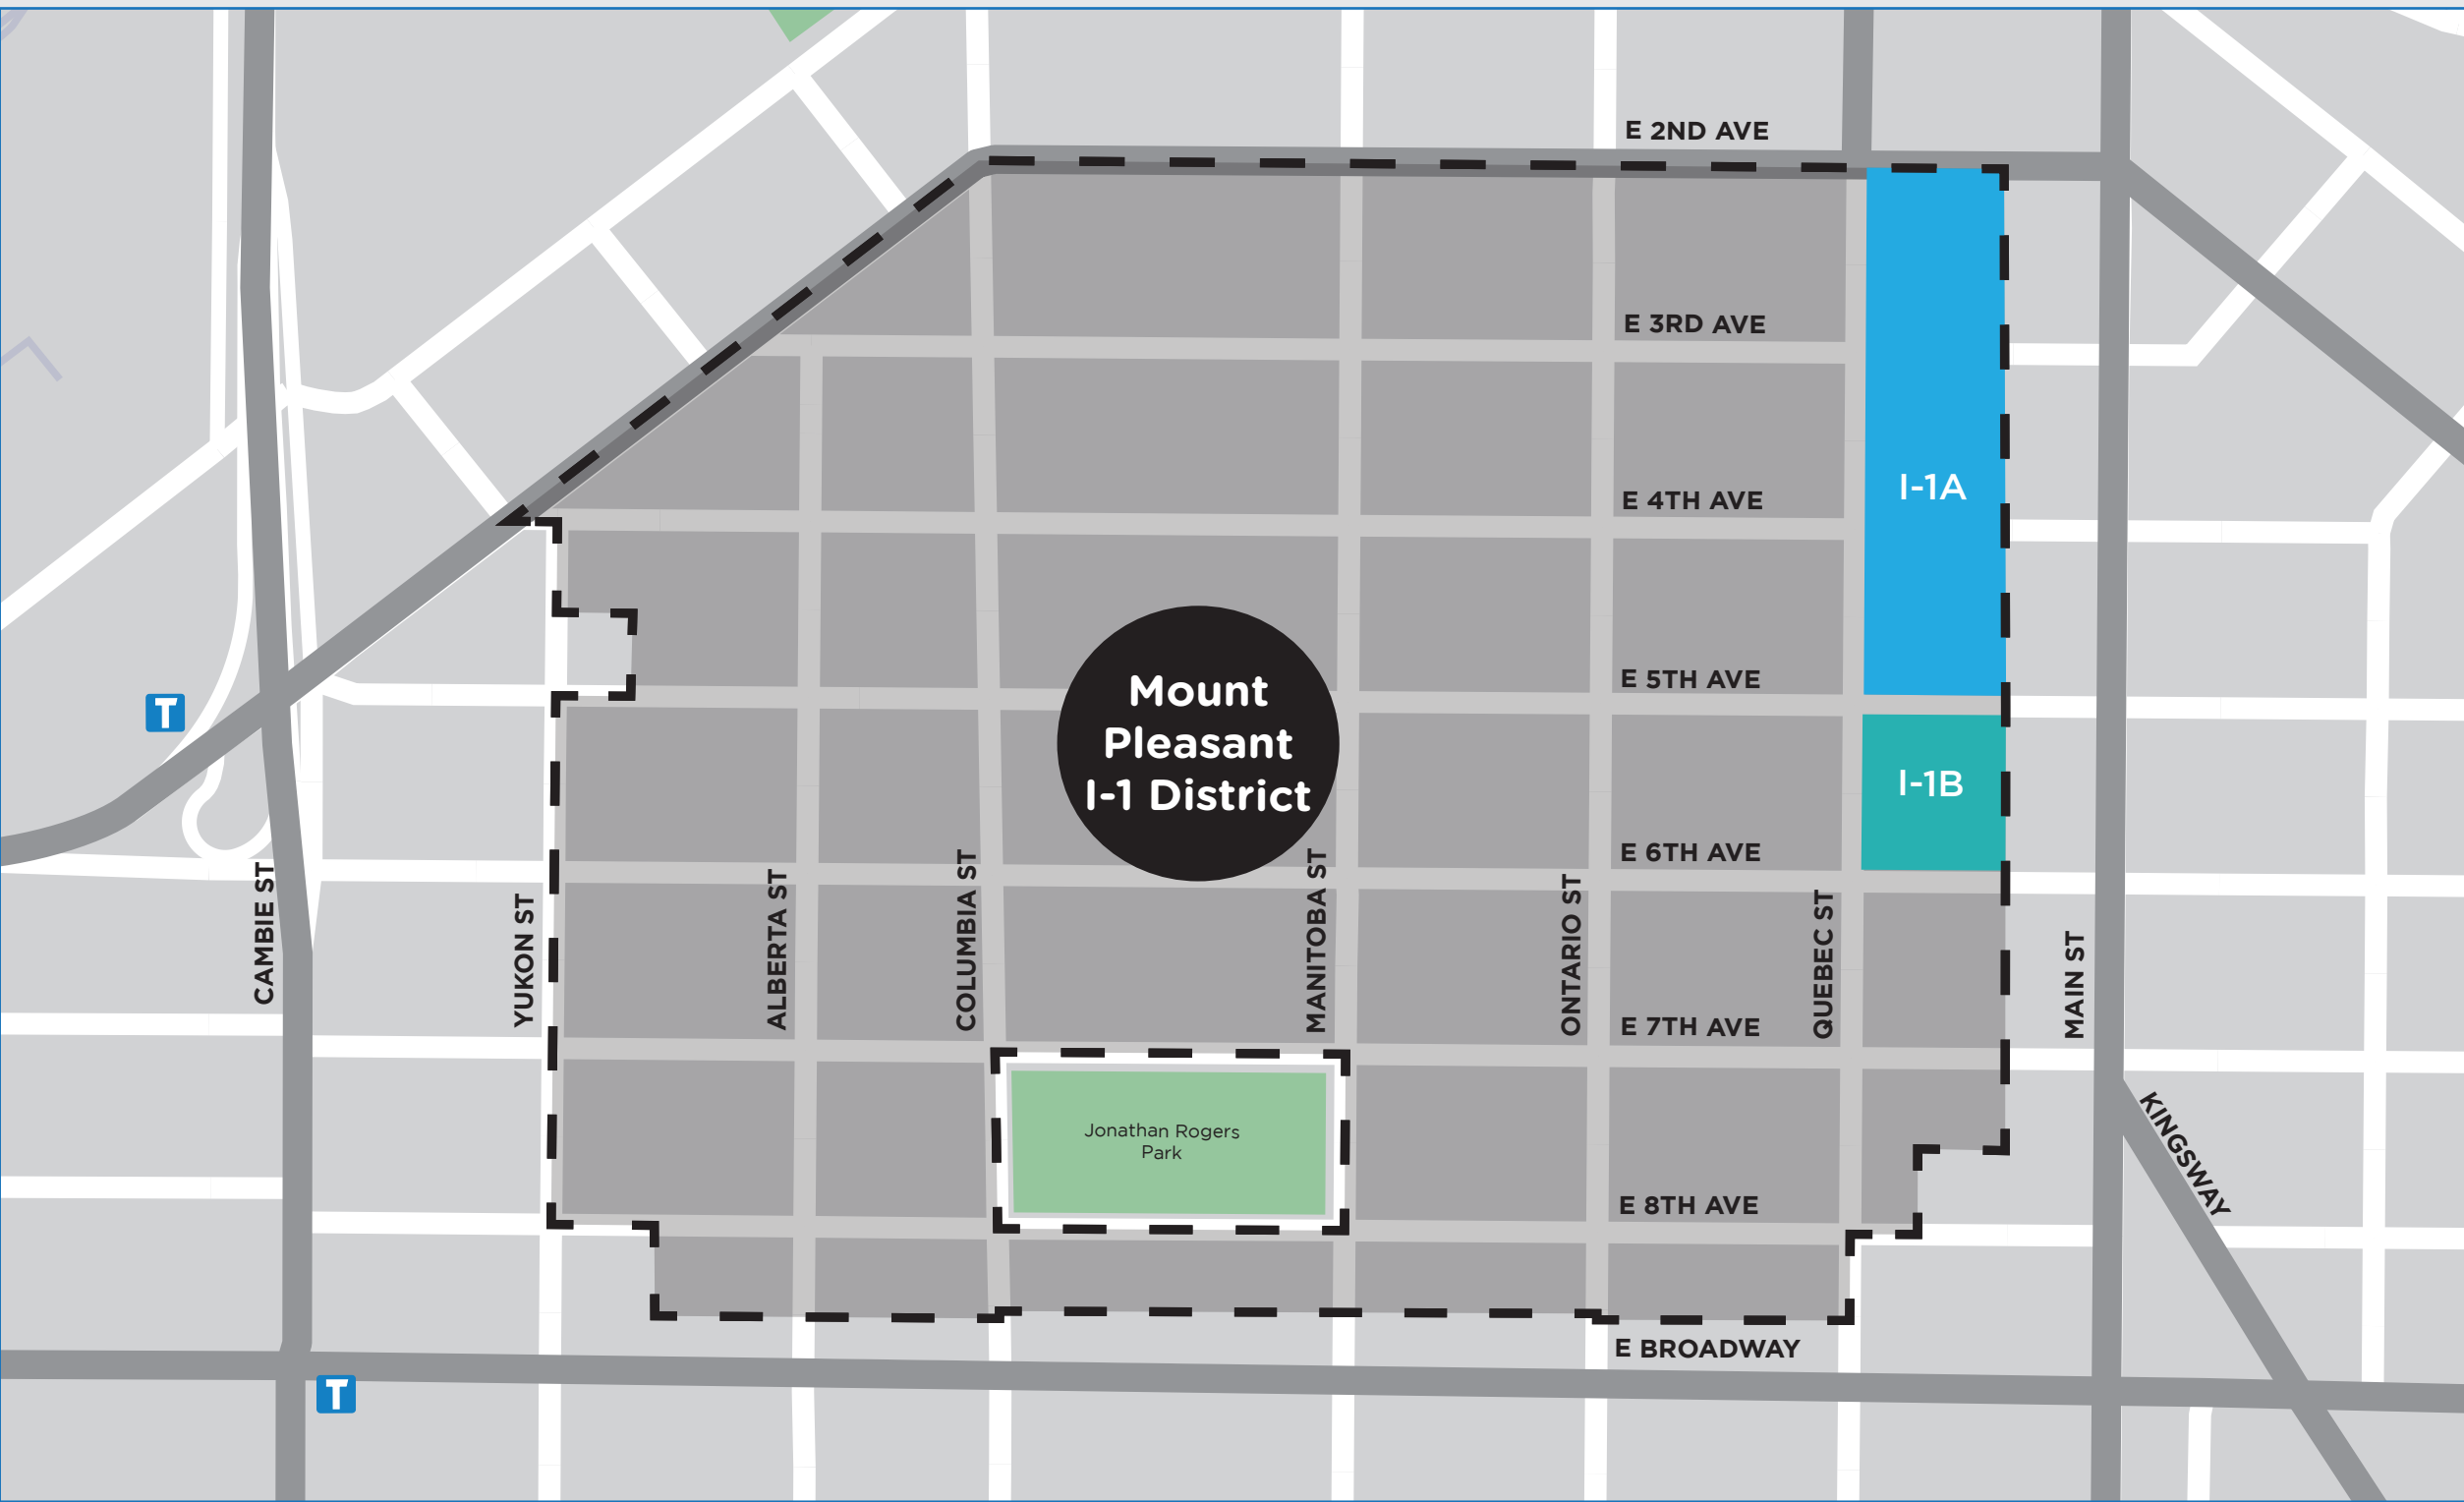 E 2ND AVE
E 3RD AVE
I-1A
E 4TH AVE
E 5TH AVE
Mount
Pleasant
I-1 District
T
I-1B
E 6TH AVE
CAMBIE ST
YUKON ST
ALBERTA ST
COLUMBIA ST
MANITOBA ST
ONTARIO ST
QUEBEC ST
MAIN ST
E 7TH AVE
Jonathan Rogers
Park
KINGSWAY
E 8TH AVE
E BROADWAY
T